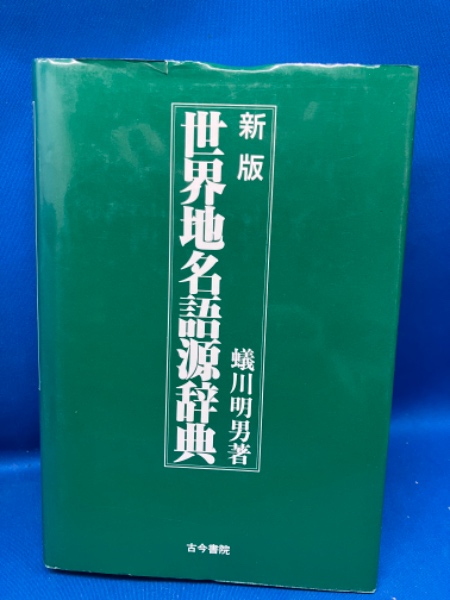 新版
世界地名語源辞典
蟻川明男著
古今書院